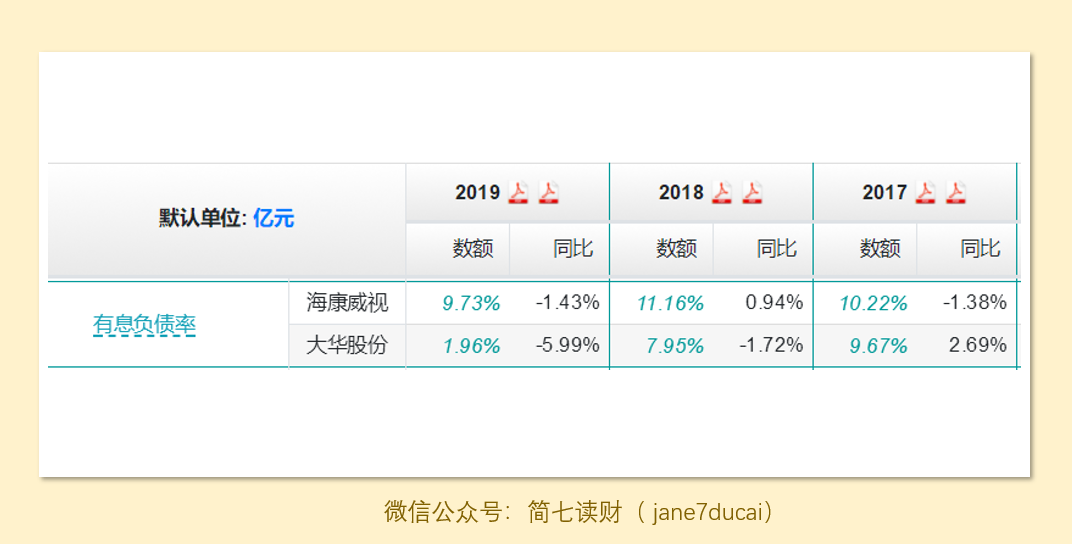 默认单位: 亿元 2019 2018 2017
数额 同比 数额 同比 数额 同比
有息负债率
海康威视 9.73% -1.43% 11.16% 0.94% 10.22% -1.38%
大华股份 1.96% -5.99% 7.95% -1.72% 9.67% 2.69%
微信公众号：简七读财（ jane7ducai）